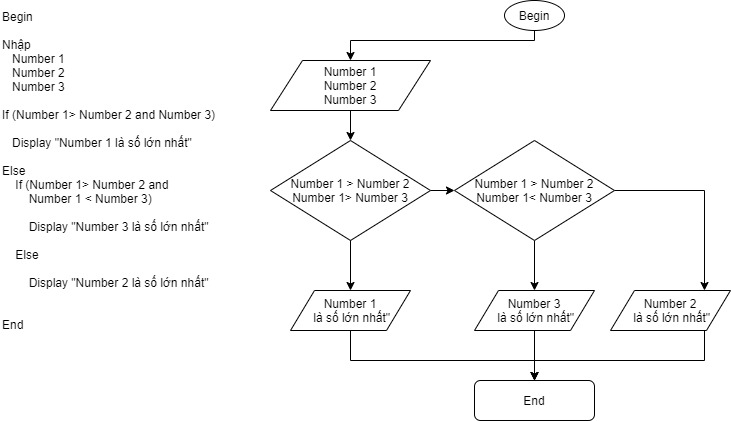 Begin
Nhập
Number 1
Number 2
Number 3
If (Number 1> Number 2 and Number 3)
Display "Number 1 là số lớn nhất"
Else
If (Number 1> Number 2 and
Number 1 < Number 3)
Display "Number 3 là số lớn nhất"
Else
Display "Number 2 là số lớn nhất"
End
Begin
Number 1
Number 2
Number 3
Number 1 > Number 2
Number 1> Number 3
Number 1 > Number 2
Number 1< Number 3
Number 1
là số lớn nhất"
Number 3
là số lớn nhất"
Number 2
là số lớn nhất"
End